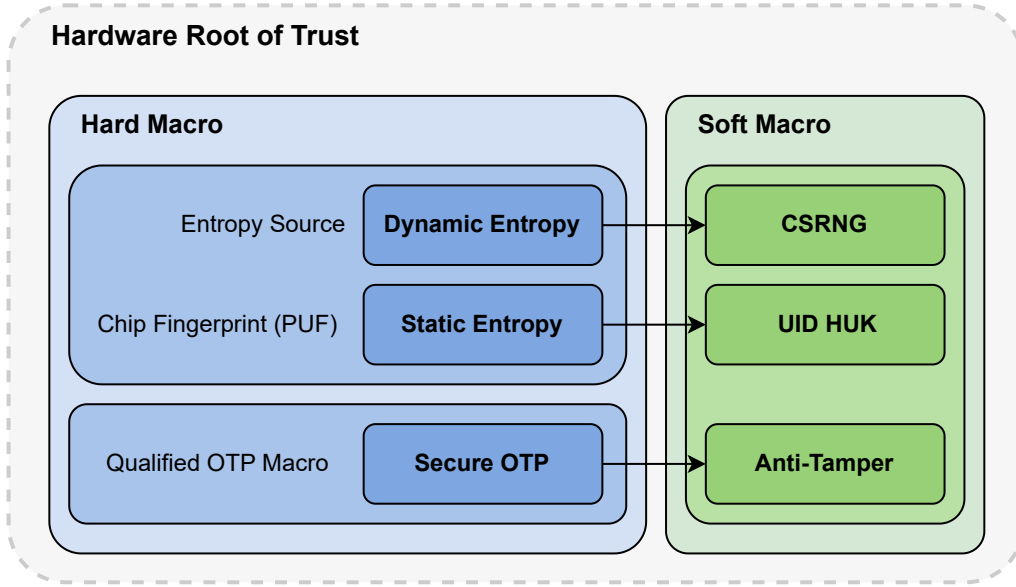 Hardware Root of Trust
Hard Macro
Soft Macro
Entropy Source
Dynamic Entropy
CSRNG
Chip Fingerprint (PUF)
Static Entropy
UID HUK
Qualified OTP Macro
Secure OTP
Anti-Tamper